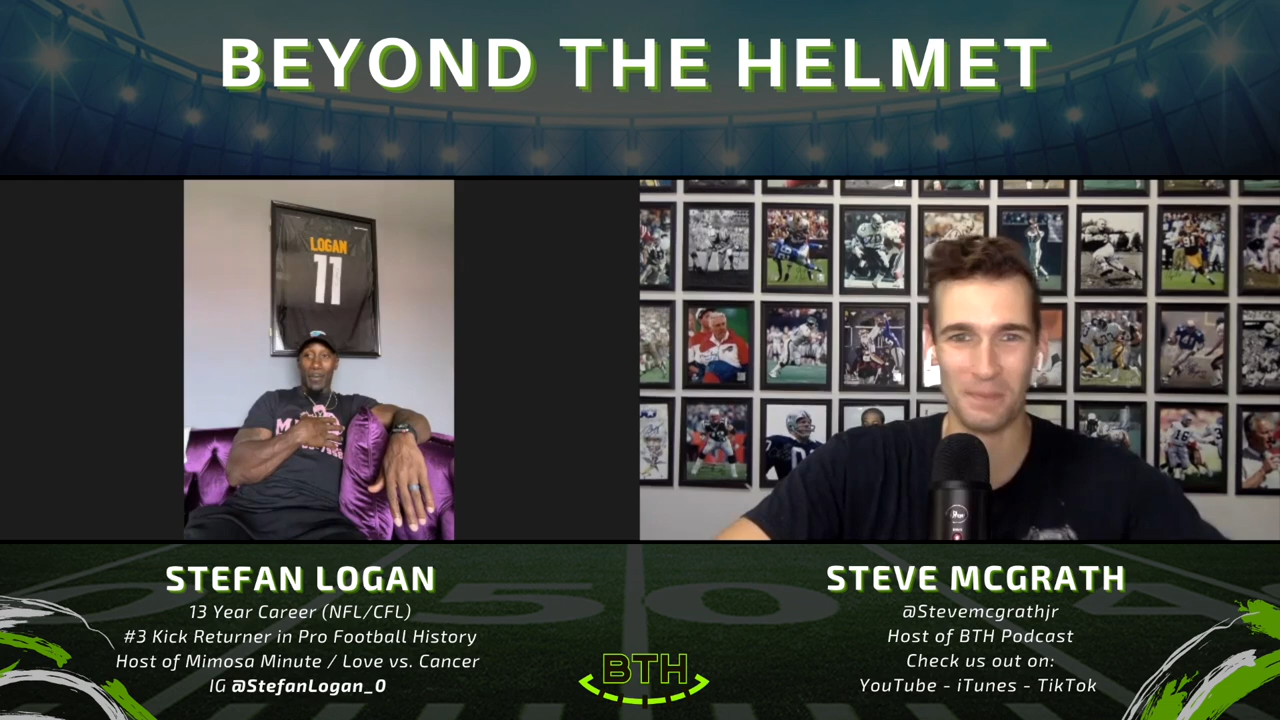 BEYOND THE HELMET
LOGAN
11
STEFAN LOGAN
13 Year Career (NFL/CFL)
#3 Kick Returner in Pro Football History
Host of Mimosa Minute / Love vs. Cancer
IG @StefanLogan_0
STEVE MCGRATH
@Stevemcgrathjr
Host of BTH Podcast
Check us out on:
YouTube - iTunes - TikTok
BTH
50